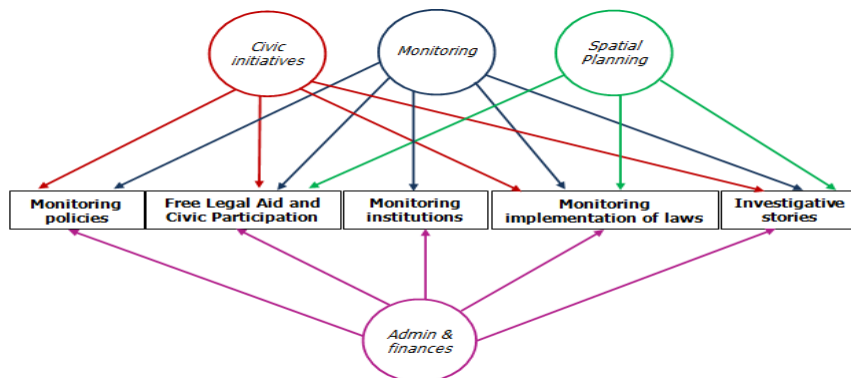 Civic
initiatives
Monitoring
Spatial
Planning
Monitoring
policies
Free Legal Aid and
Civic Participation
Monitoring
institutions
Monitoring
implementation of laws
Investigative
stories
Admin &
finances